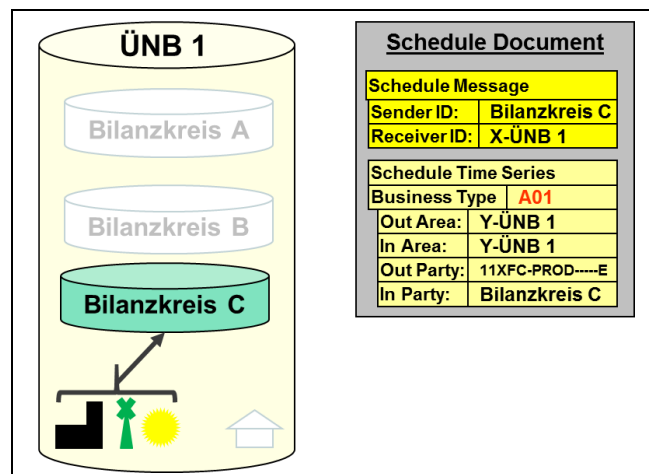 ÜNB 1
Bilanzkreis A
Bilanzkreis B
Bilanzkreis C
Schedule Document
Schedule Message
Sender ID: Bilanzkreis C
Receiver ID: X-ÜNB 1
Schedule Time Series
Business Type A01
Out Area: Y-ÜNB 1
In Area: Y-ÜNB 1
Out Party: 11XFC-PROD-----E
In Party: Bilanzkreis C